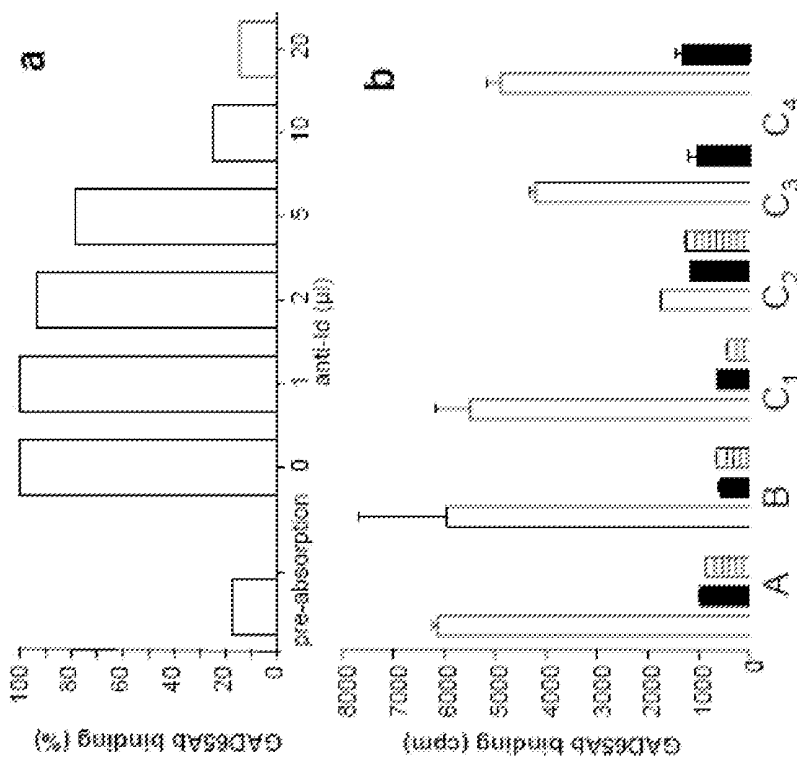 a
GAD65Ab binding (%)
100
80
60
40
20
0
pre-absorption 0 1 2 5 10 20
anti-Id (µl)
b
GAD65Ab binding (cpm)
8000
7000
6000
5000
4000
3000
2000
1000
0
A B C1 C2 C3 C4